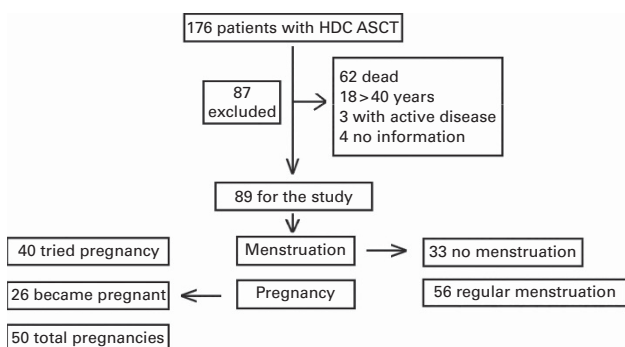 176 patients with HDC ASCT
87
excluded
62 dead
18>40 years
3 with active disease
4 no information
89 for the study
40 tried pregnancy
Menstruation
33 no menstruation
26 became pregnant
Pregnancy
56 regular menstruation
50 total pregnancies